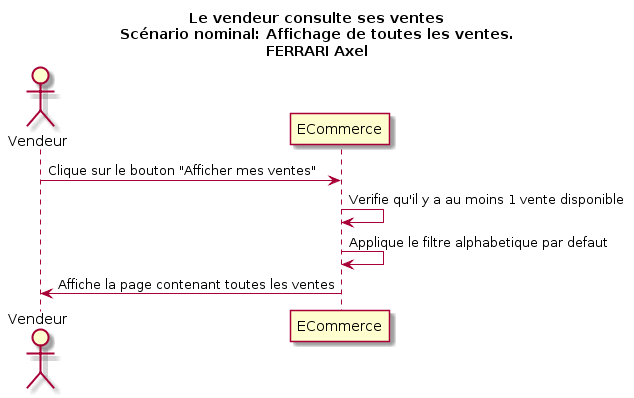 Le vendeur consulte ses ventes
Scénario nominal: Affichage de toutes les ventes.
FERRARI Axel
Vendeur
ECommerce
Clique sur le bouton "Afficher mes ventes"
Verifie qu'il y a au moins 1 vente disponible
Applique le filtre alphabetique par defaut
Affiche la page contenant toutes les ventes
Vendeur
ECommerce